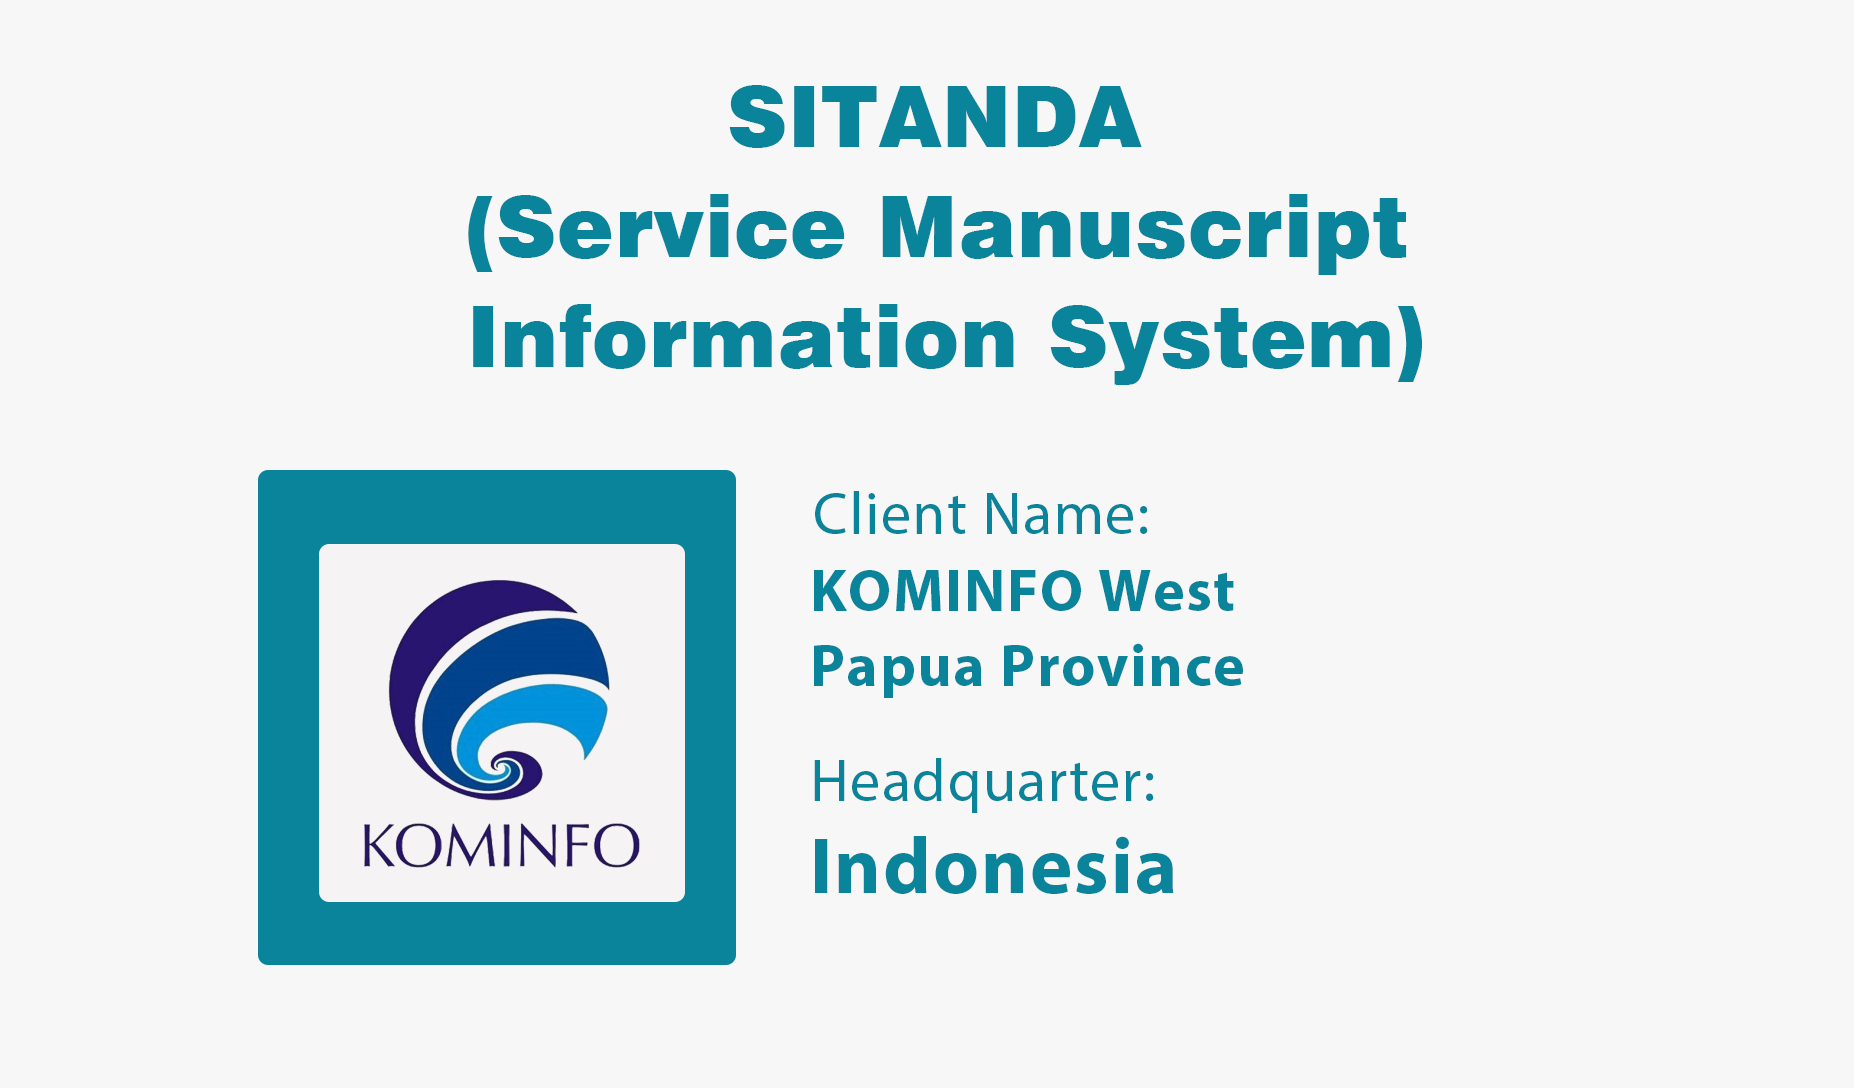 SITANDA
(Service Manuscript
Information System)
KOMINFO
Client Name:
KOMINFO West
Papua Province
Headquarter:
Indonesia